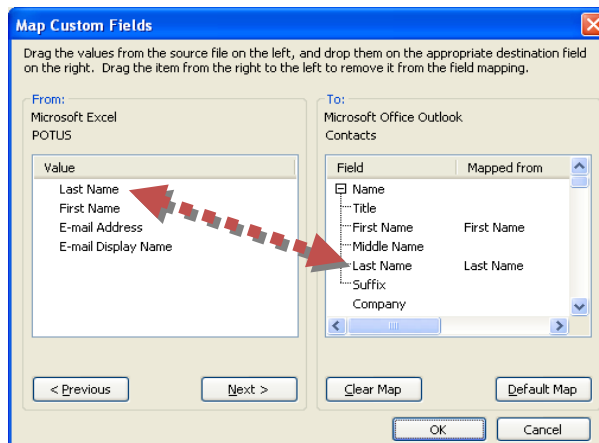 Map Custom Fields
Drag the values from the source file on the left, and drop them on the appropriate destination field
on the right. Drag the item from the right to the left to remove it from the field mapping.
From:
Microsoft Excel
POTUS
Value
Last Name
First Name
E-mail Address
E-mail Display Name
< Previous
Next >
To:
Microsoft Office Outlook
Contacts
Field Mapped from
Name
Title
First Name First Name
Middle Name
Last Name Last Name
Suffix
Company
Clear Map
Default Map
OK
Cancel